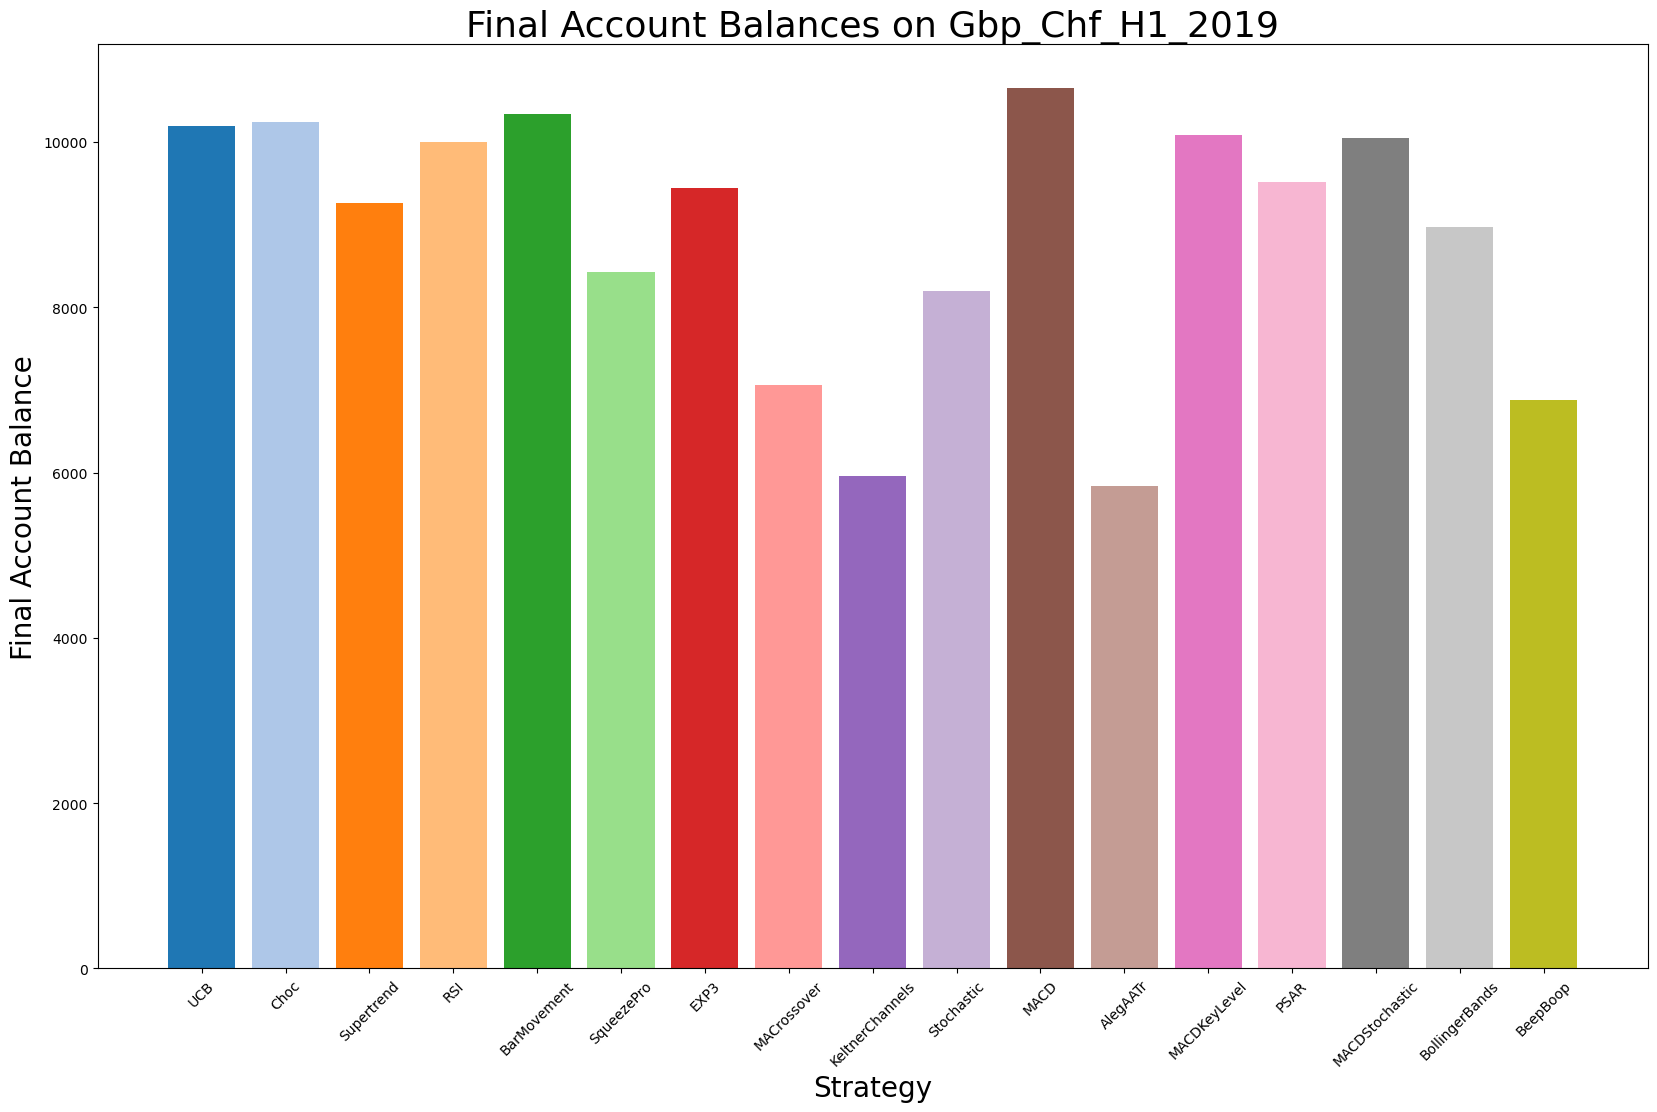 Final Account Balances on Gbp_Chf_H1_2019
Final Account Balance
10000
8000
6000
4000
2000
0
UCB
Choc
Supertrend
RSI
BarMovement
SqueezePro
EXP3
MACrossover
KeltnerChannels
Stochastic
MACD
AlegAATr
MACDKeyLevel
PSAR
MACDStochastic
BollingerBands
BeepBoop
Strategy